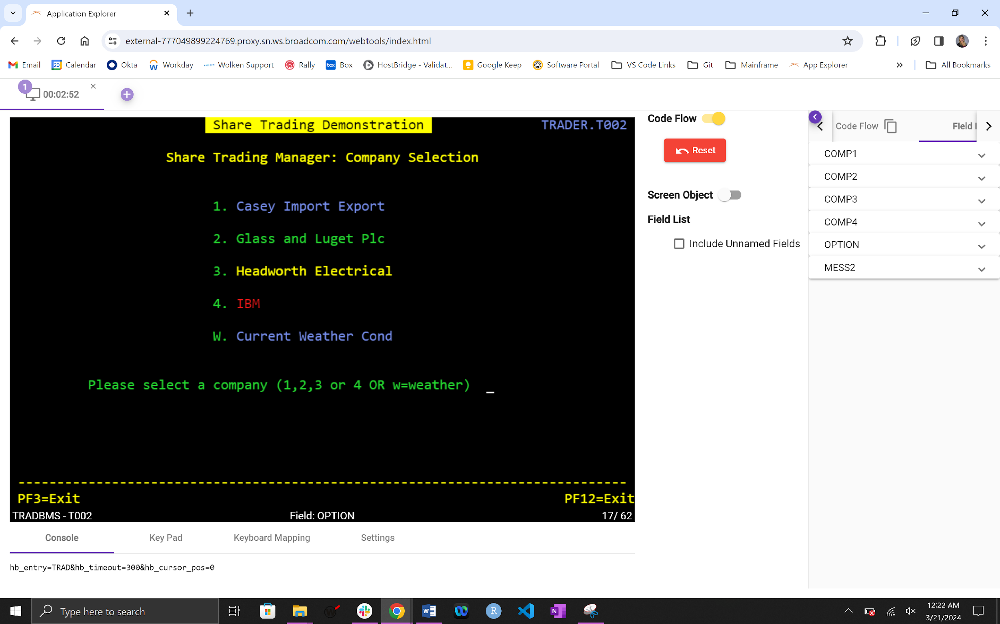 Application Explorer
external-777049899224769.proxy.sn.ws.broadcom.com/webtools/index.html
Email
20 Calendar
Okta
Workday
Wolken Support
Rally
box Box
HostBridge - Validat...
Google Keep
Software Portal
VS Code Links
Git
Mainframe
App Explorer
All Bookmarks
1 00:02:52
Share Trading Demonstration TRADER.T002
Share Trading Manager: Company Selection
1. Casey Import Export
2. Glass and Luget Plc
3. Headworth Electrical
4. IBM
W. Current Weather Cond
Please select a company (1,2,3 or 4 OR w=weather) _
--------------------------------------------------------------------------------
PF3=Exit PF12=Exit
TRADBMS - T002 Field: OPTION 17/ 62
Code Flow
Reset
Screen Object
Field List
Include Unnamed Fields
Code Flow Field
COMP1
COMP2
COMP3
COMP4
OPTION
MESS2
Console Key Pad Keyboard Mapping Settings
hb_entry=TRAD&hb_timeout=300&hb_cursor_pos=0
Type here to search
12:22 AM
3/21/2024